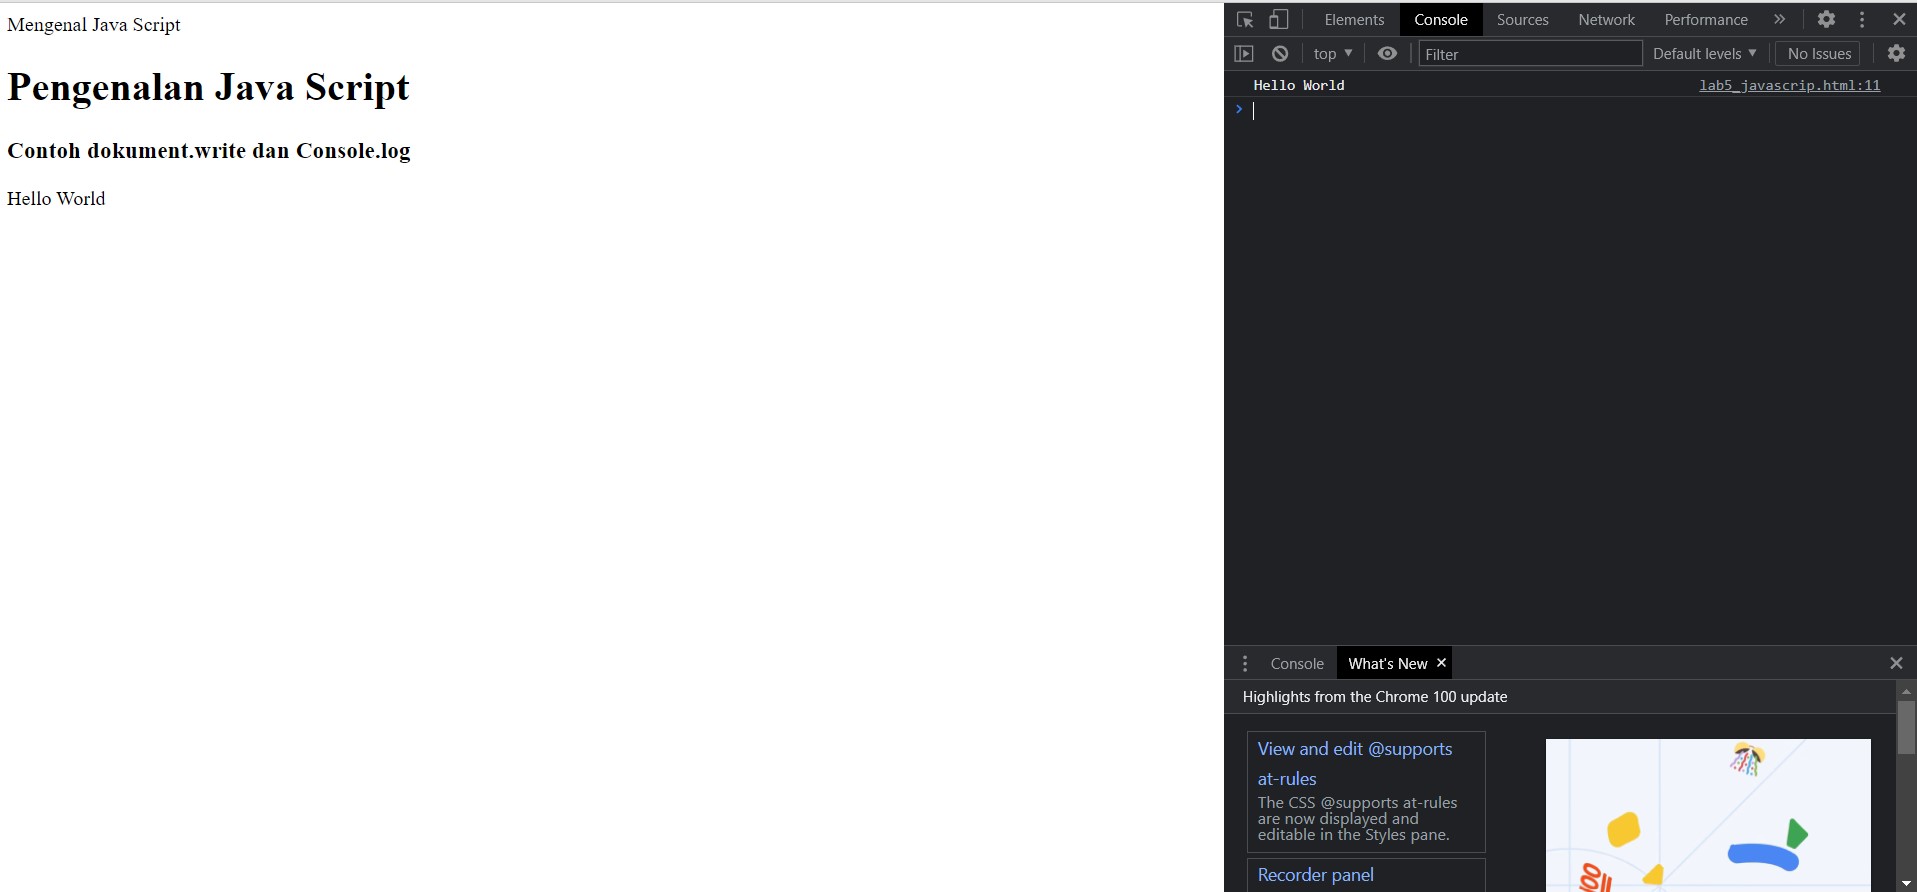 Mengenal Java Script
Pengenalan Java Script
Contoh dokument.write dan Console.log
Hello World
Elements Console Sources Network Performance
top Filter Default levels No Issues
Hello World lab5_javascrip.html:11
Console What's New
Highlights from the Chrome 100 update
View and edit @supports
at-rules
The CSS @supports at-rules
are now displayed and
editable in the Styles pane.
Recorder panel
100